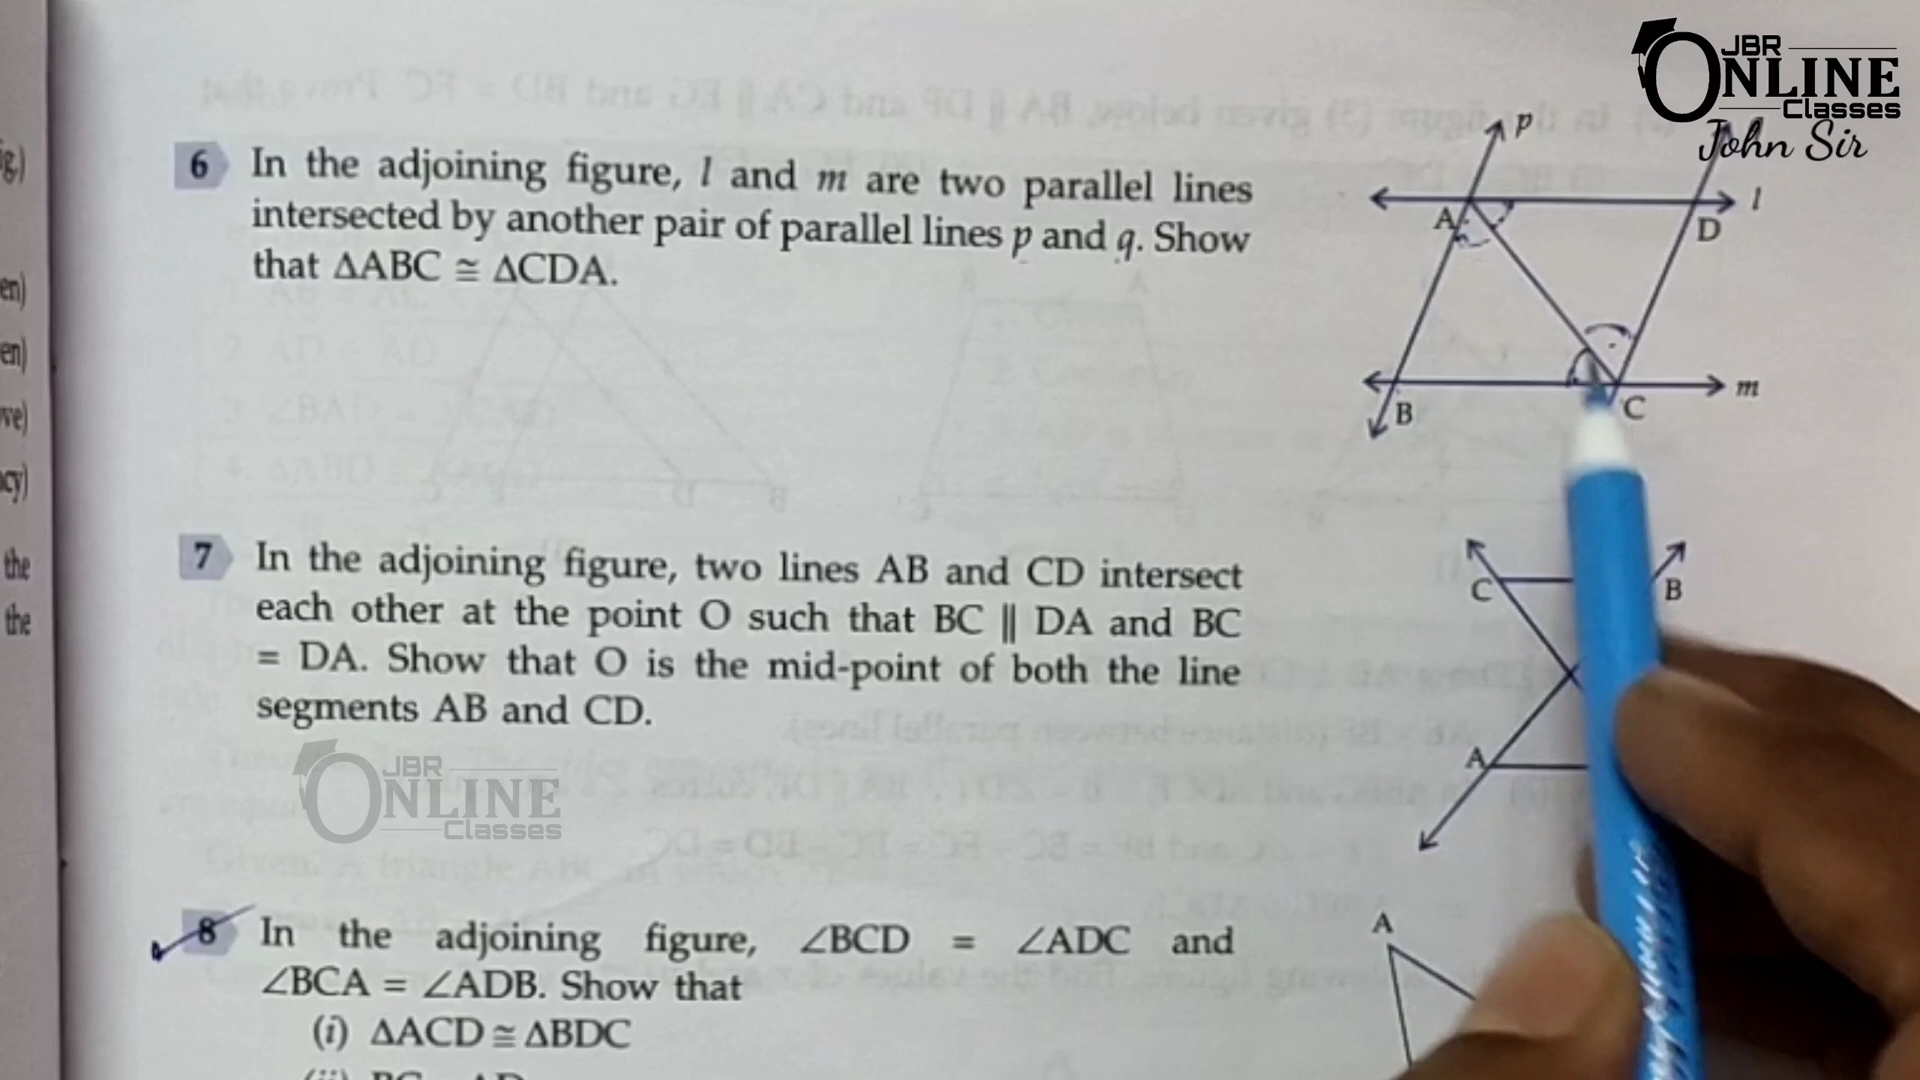 JBR
ONLINE
Classes
John Sir
6 In the adjoining figure, l and m are two parallel lines
intersected by another pair of parallel lines p and q. Show
that ΔABC ≅ ΔCDA.
p
l
A
D
B
C
m
7 In the adjoining figure, two lines AB and CD intersect
each other at the point O such that BC || DA and BC
= DA. Show that O is the mid-point of both the line
segments AB and CD.
C
B
A
JBR
ONLINE
Classes
8 In the adjoining figure, ∠BCD = ∠ADC and
∠BCA = ∠ADB. Show that
(i) ΔACD ≅ ΔBDC
A
en)
en)
the
the